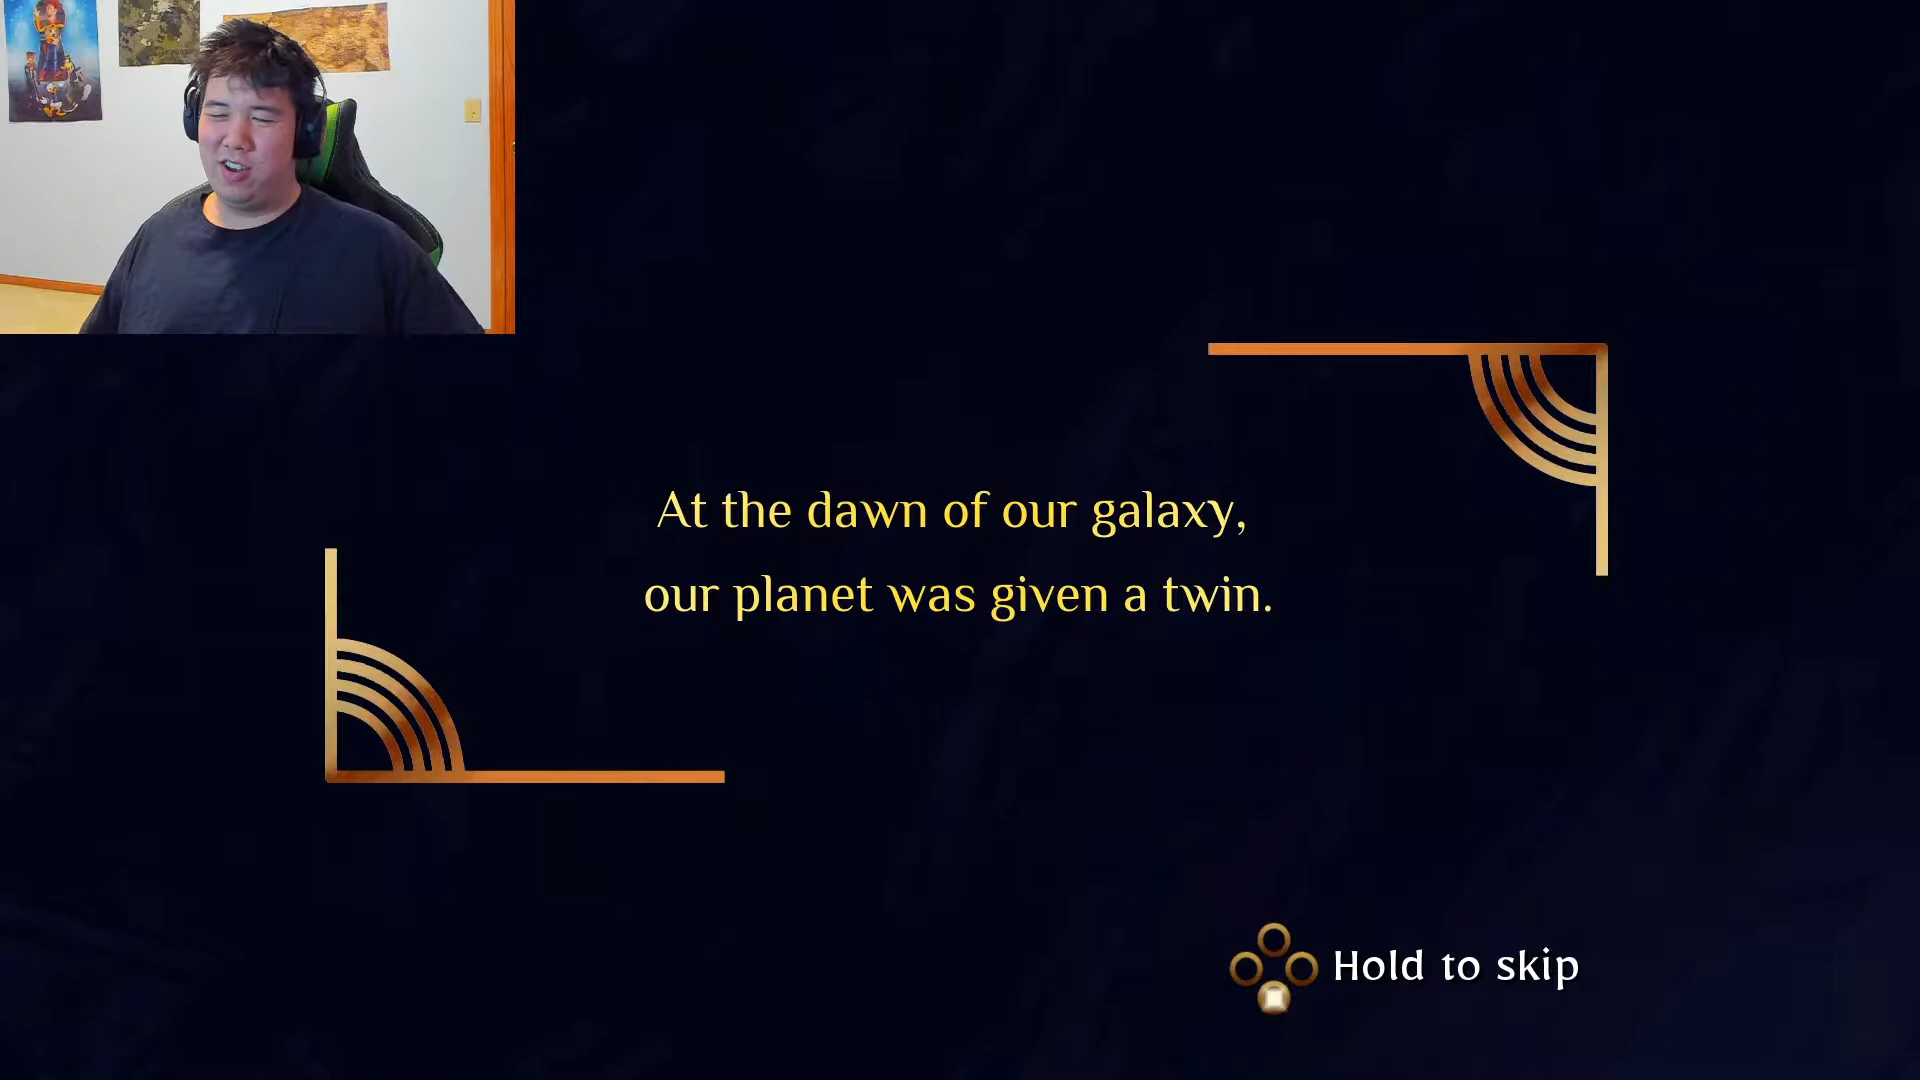 At the dawn of our galaxy,
our planet was given a twin.
Hold to skip